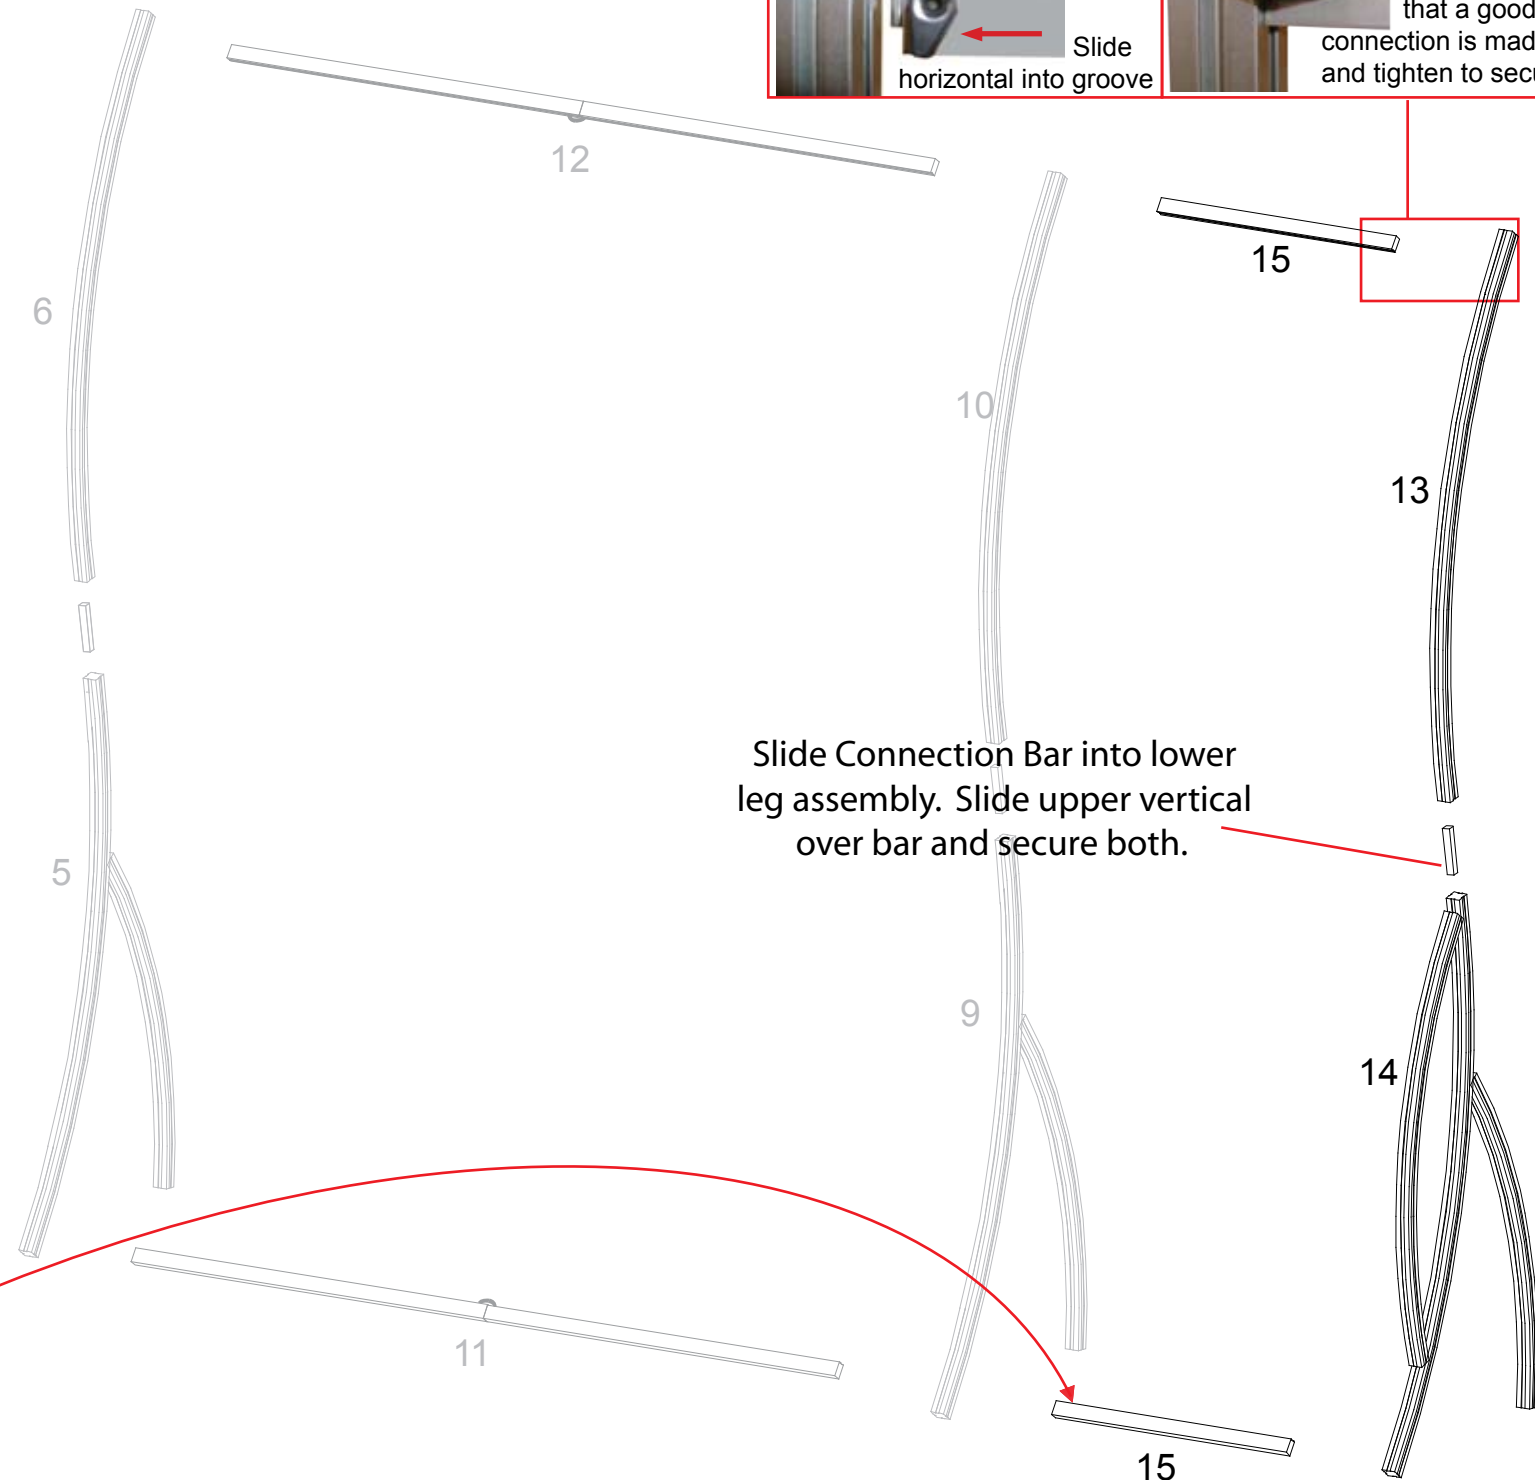 Slide
horizontal into groove
that a good
connection is mad
and tighten to secu
12
15
6
10
13
Slide Connection Bar into lower
leg assembly.  Slide upper vertical
over bar and secure both.
5
9
14
11
15